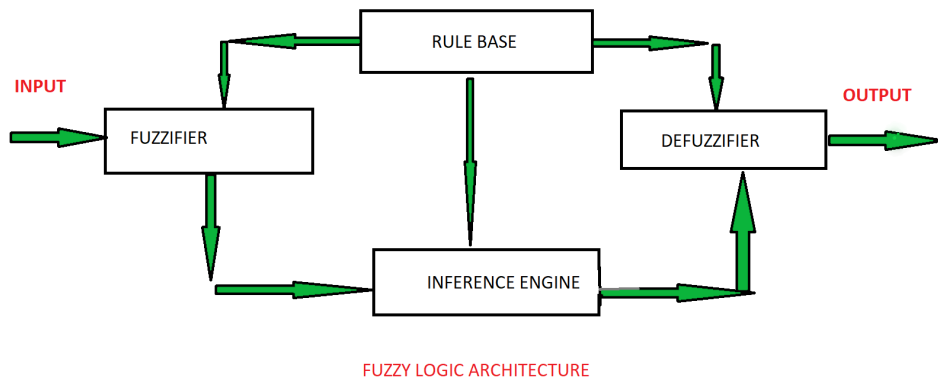 RULE BASE
INPUT
OUTPUT
FUZZIFIER
DEFUZZIFIER
INFERENCE ENGINE
FUZZY LOGIC ARCHITECTURE